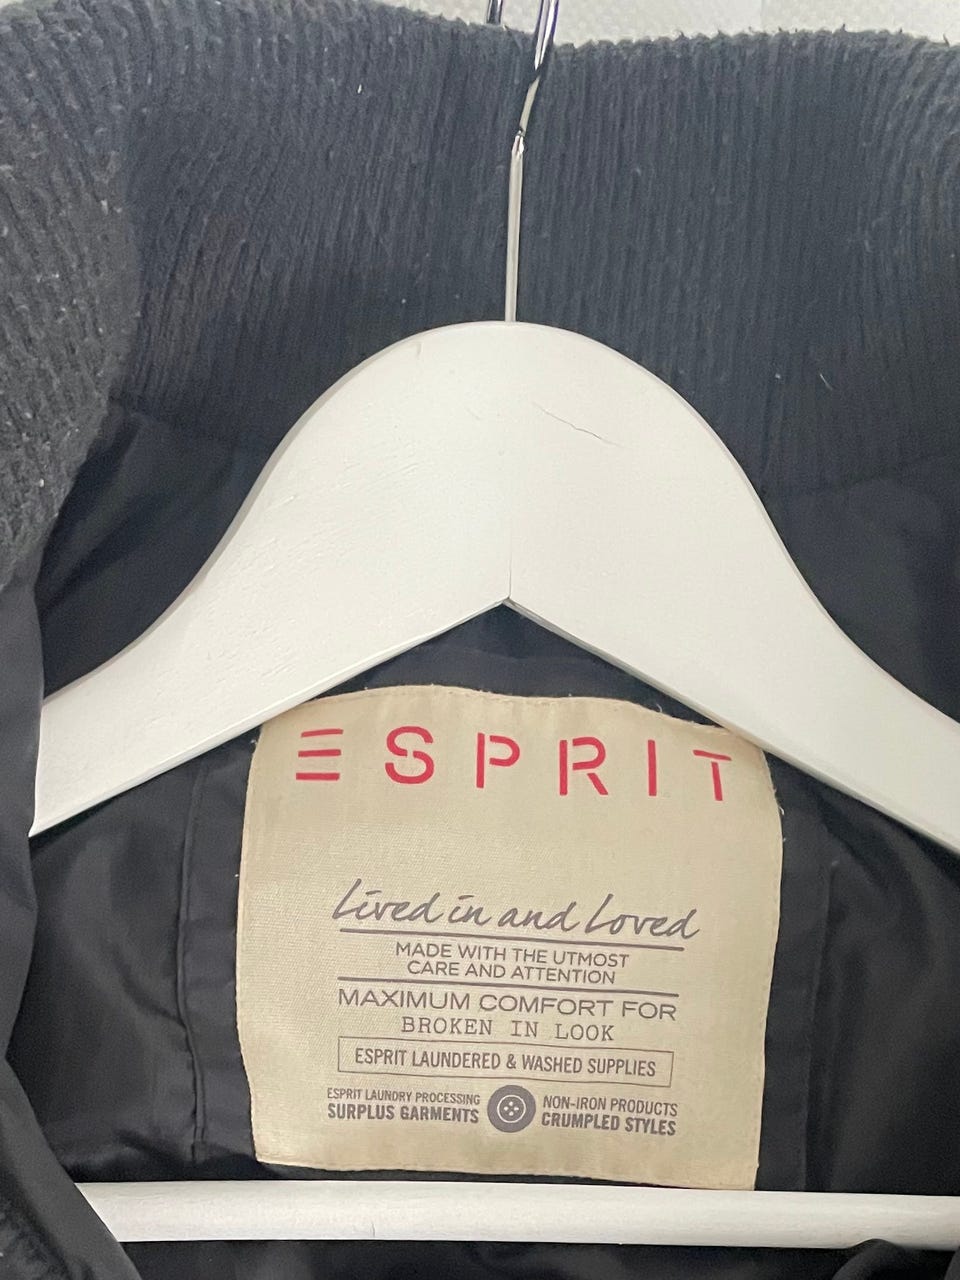 ESPRIT
Lived in and Loved
MADE WITH THE UTMOST
CARE AND ATTENTION
MAXIMUM COMFORT FOR
BROKEN IN LOOK
ESPRIT LAUNDERED & WASHED SUPPLIES
ESPRIT LAUNDRY PROCESSING
SURPLUS GARMENTS
NON-IRON PRODUCTS
CRUMPLED STYLES